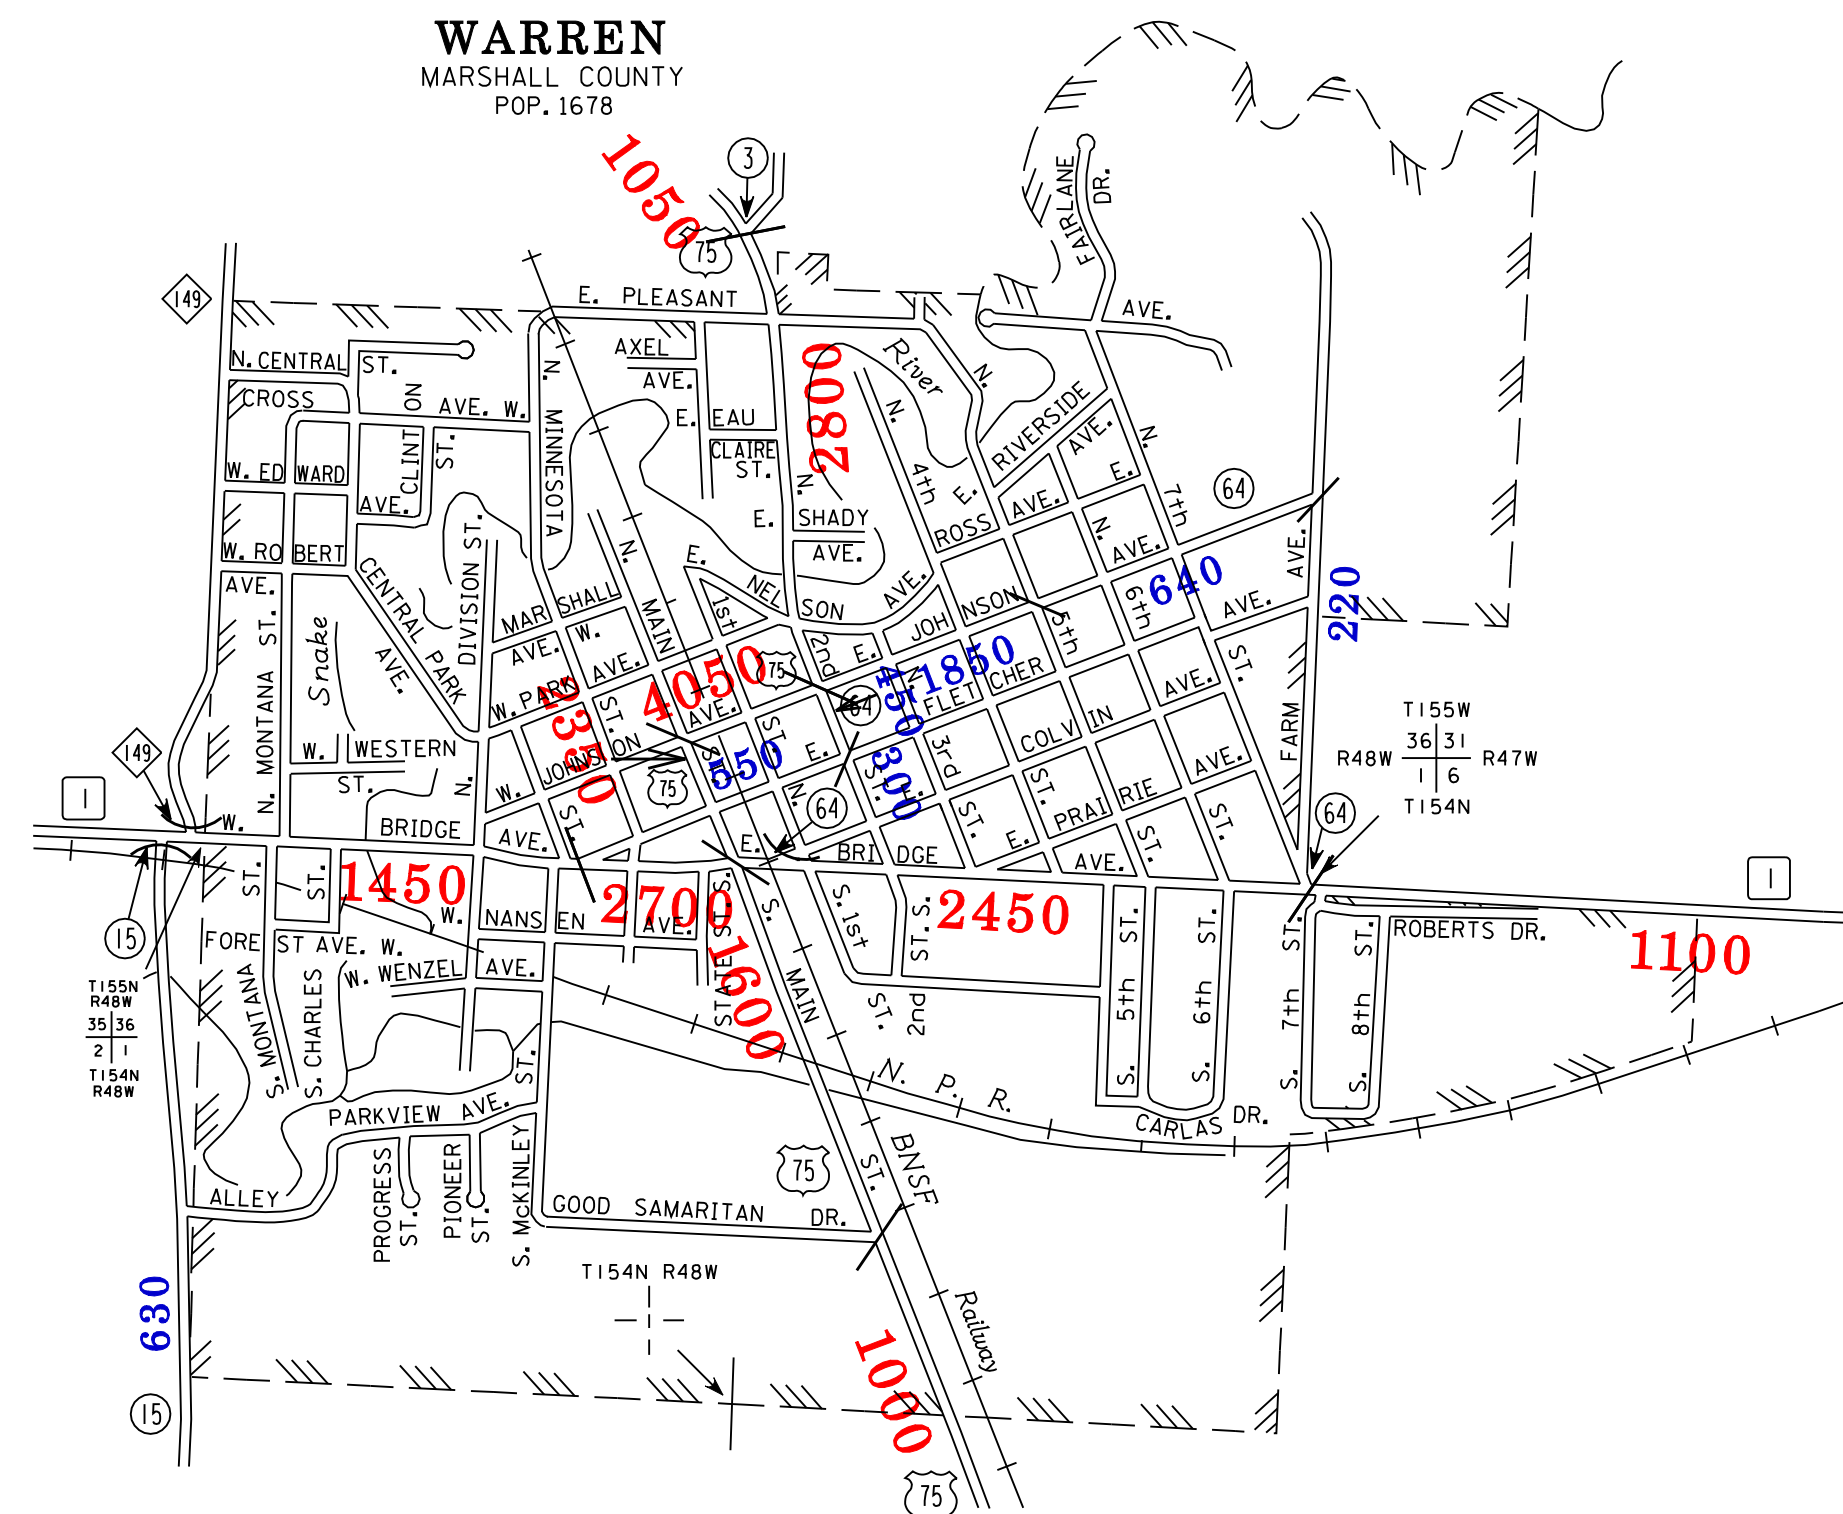 WARREN
MARSHALL COUNTY
POP. 1678
1050
3
75
FAIRLANE
DR.
149
E. PLEASANT
AVE.
N. CENTRAL
ST.
AXEL
AVE.
2800
River
N.
CROSS
AVE. W.
CLINTON
ST.
N. MINNESOTA
E. EAU
CLAIRE
ST.
N. 4th
RIVERSIDE
AVE.
N. 7th
64
W. EDWARD
AVE.
E. SHADY
AVE.
E. ROSS
AVE.
E.
W. ROBERT
AVE.
CENTRAL PARK
AVE.
DIVISION ST.
MARSHALL
AVE.
N. MAIN
E. NELSON
AVE.
1st
2nd
JOHNSON
AVE.
5th
N. 6th
640
AVE.
FARM
AVE.
220
Snake
N. MONTANA ST.
W. PARK
AVE.
W.
4050
2350
75
1850
450
300
64
E. FLETCHER
AVE.
COLVIN
AVE.
3rd
E. PRAIRIE
AVE.
ST.
T155W
36 31
R48W R47W
1 6
T154N
149
1
W. WESTERN
ST.
W. JOHNSON
AVE.
75
550
64
64
W. BRIDGE
AVE.
E. BRIDGE
AVE.
1
1450
2700
2450
1100
15
W. NANSEN
AVE.
FOREST AVE. W.
W. WENZEL
AVE.
STATE ST. S.
1600
S. MAIN
ST.
S. 1st
ST.
S. 2nd
ST.
S. 5th ST.
S. 6th ST.
S. 7th ST.
S. 8th ST.
ROBERTS DR.
T155N
R48W
35 36
2 1
T154N
R48W
S. MONTANA
ST.
S. CHARLES
ST.
N. P. R.
CARLAS DR.
PARKVIEW AVE.
ALLEY
PROGRESS
ST.
PIONEER
ST.
S. McKINLEY
ST.
GOOD SAMARITAN DR.
75
BNSF
Railway
T154N R48W
630
15
1000
75